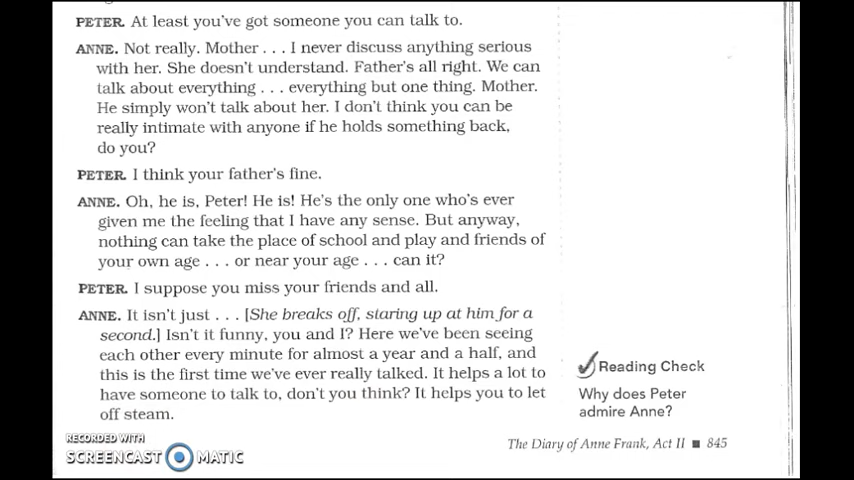 PETER. At least you've got someone you can talk to.
ANNE. Not really. Mother . . . I never discuss anything serious
with her. She doesn't understand. Father's all right. We can
talk about everything . . . everything but one thing. Mother.
He simply won't talk about her. I don't think you can be
really intimate with anyone if he holds something back,
do you?
PETER. I think your father's fine.
ANNE. Oh, he is, Peter! He is! He's the only one who's ever
given me the feeling that I have any sense. But anyway,
nothing can take the place of school and play and friends of
your own age . . . or near your age . . . can it?
PETER. I suppose you miss your friends and all.
ANNE. It isn't just . . . [She breaks off, staring up at him for a
second.] Isn't it funny, you and I? Here we've been seeing
each other every minute for almost a year and a half, and
this is the first time we've ever really talked. It helps a lot to
have someone to talk to, don't you think? It helps you to let
off steam.
Reading Check
Why does Peter
admire Anne?
The Diary of Anne Frank, Act II ■ 845
RECORDED WITH
SCREENCAST MATIC